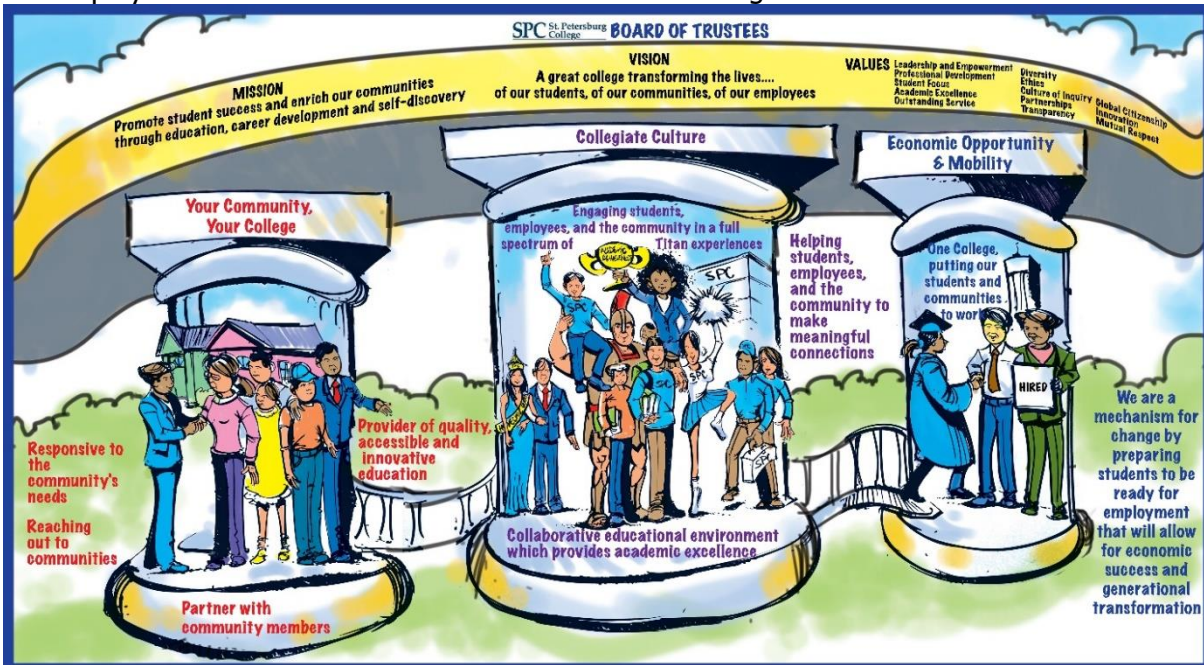 SPC St. Petersburg College BOARD OF TRUSTEES
MISSION
Promote student success and enrich our communities
through education, career development and self-discovery
VISION
A great college transforming the lives....
of our students, of our communities, of our employees
VALUES
Leadership and Empowerment
Professional Development
Student Focus
Academic Excellence
Outstanding Service
Diversity
Ethics
Culture of Inquiry
Partnerships
Transparency
Global Citizenship
Innovation
Mutual Respect
Your Community,
Your College
Responsive to
the
community's
needs
Reaching
out to
communities
Provider of quality,
accessible and
innovative
education
Partner with
community members
Collegiate Culture
Engaging students,
employees, and the community in a full
spectrum of Titan experiences
SPC
SPC
SPC
SPC
SPC
Helping
students,
employees,
and the
community to
make
meaningful
connections
Collaborative educational environment
which provides academic excellence
Economic Opportunity
& Mobility
One College,
putting our
students and
communities
to work
HIRED
We are a
mechanism for
change by
preparing
students to be
ready for
employment
that will allow
for economic
success and
generational
transformation